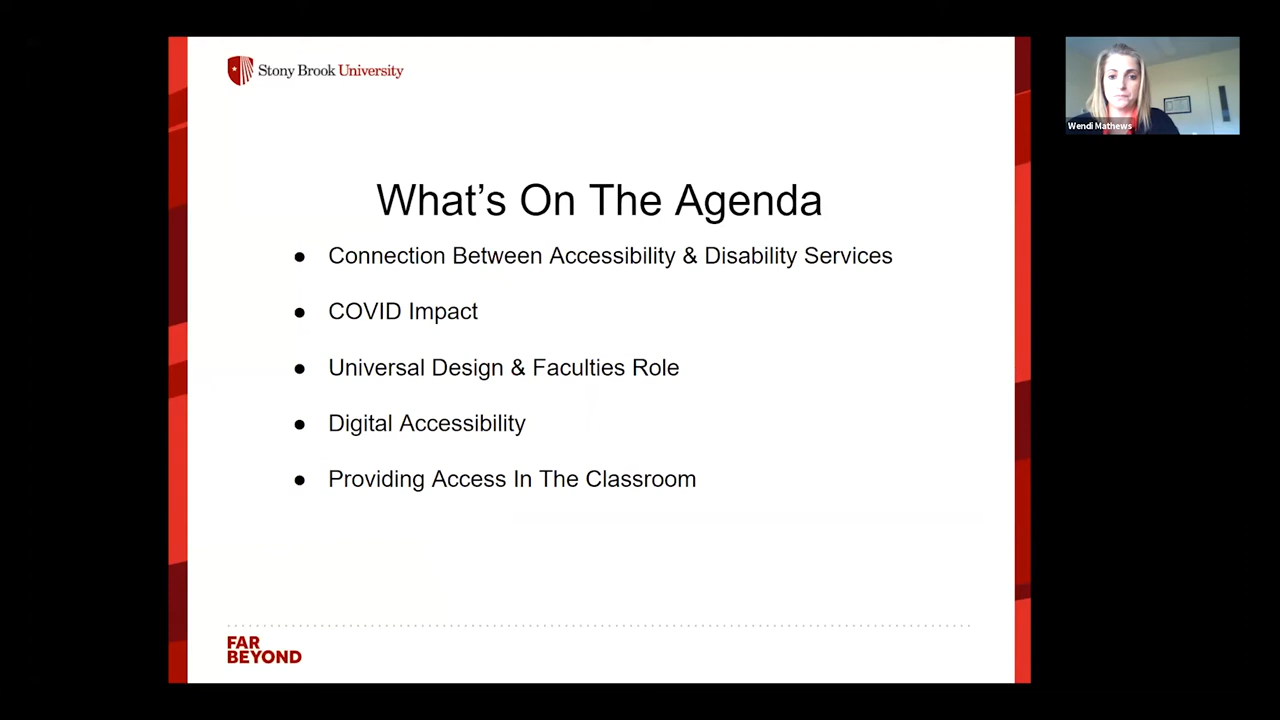 Stony Brook University
Wendi Mathews
What's On The Agenda
● Connection Between Accessibility & Disability Services
● COVID Impact
● Universal Design & Faculties Role
● Digital Accessibility
● Providing Access In The Classroom
FAR
BEYOND